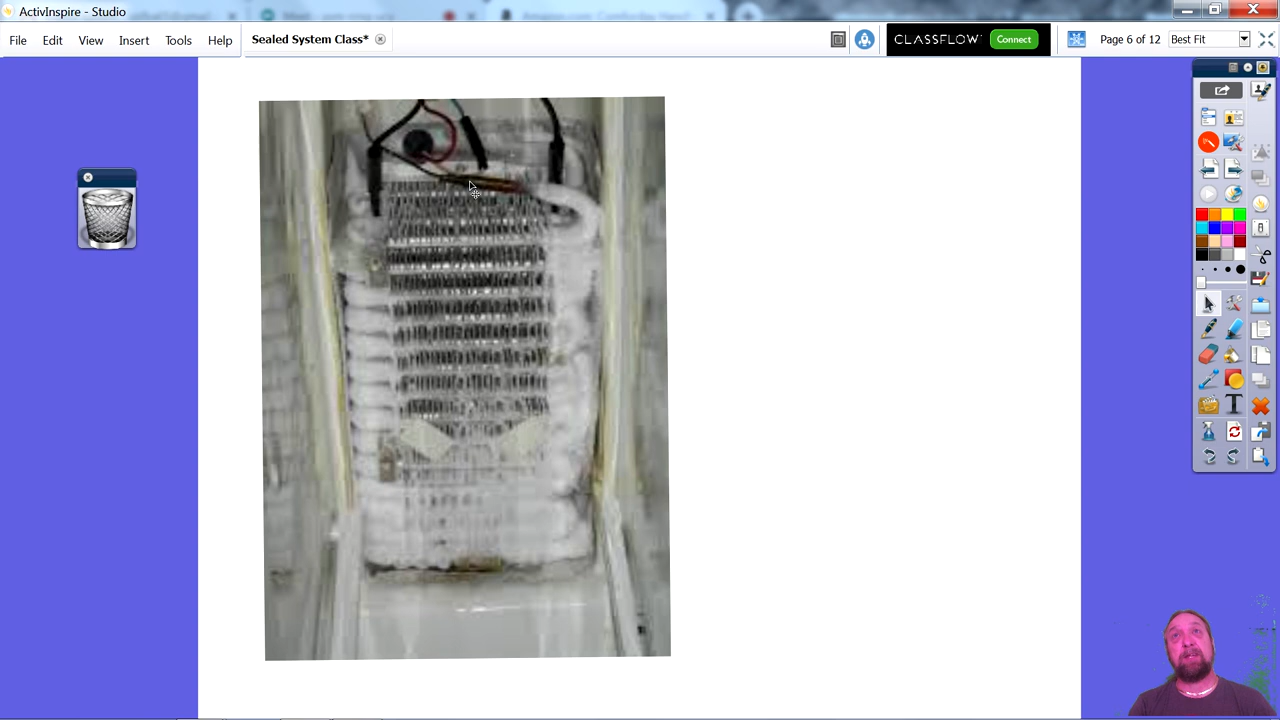 ActivInspire - Studio
File Edit View Insert Tools Help
Sealed System Class*
CLASSFLOW Connect
Page 6 of 12
Best Fit